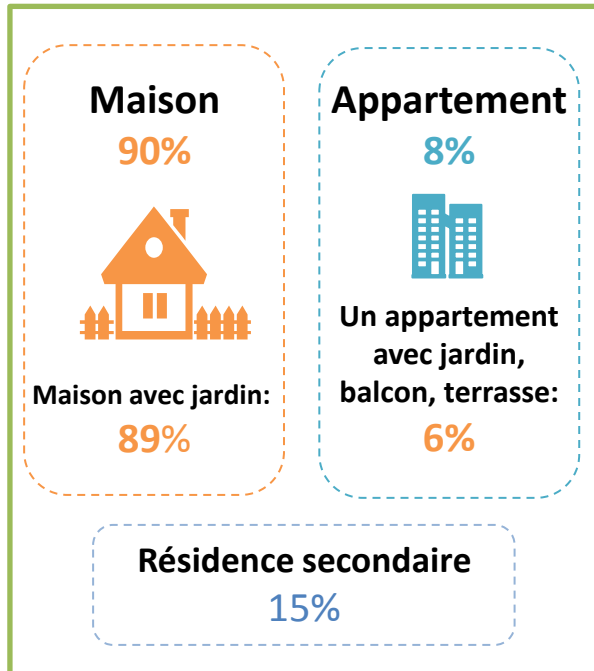 Maison
90%
Maison avec jardin:
89%
Appartement
8%
Un appartement
avec jardin,
balcon, terrasse:
6%
Résidence secondaire
15%